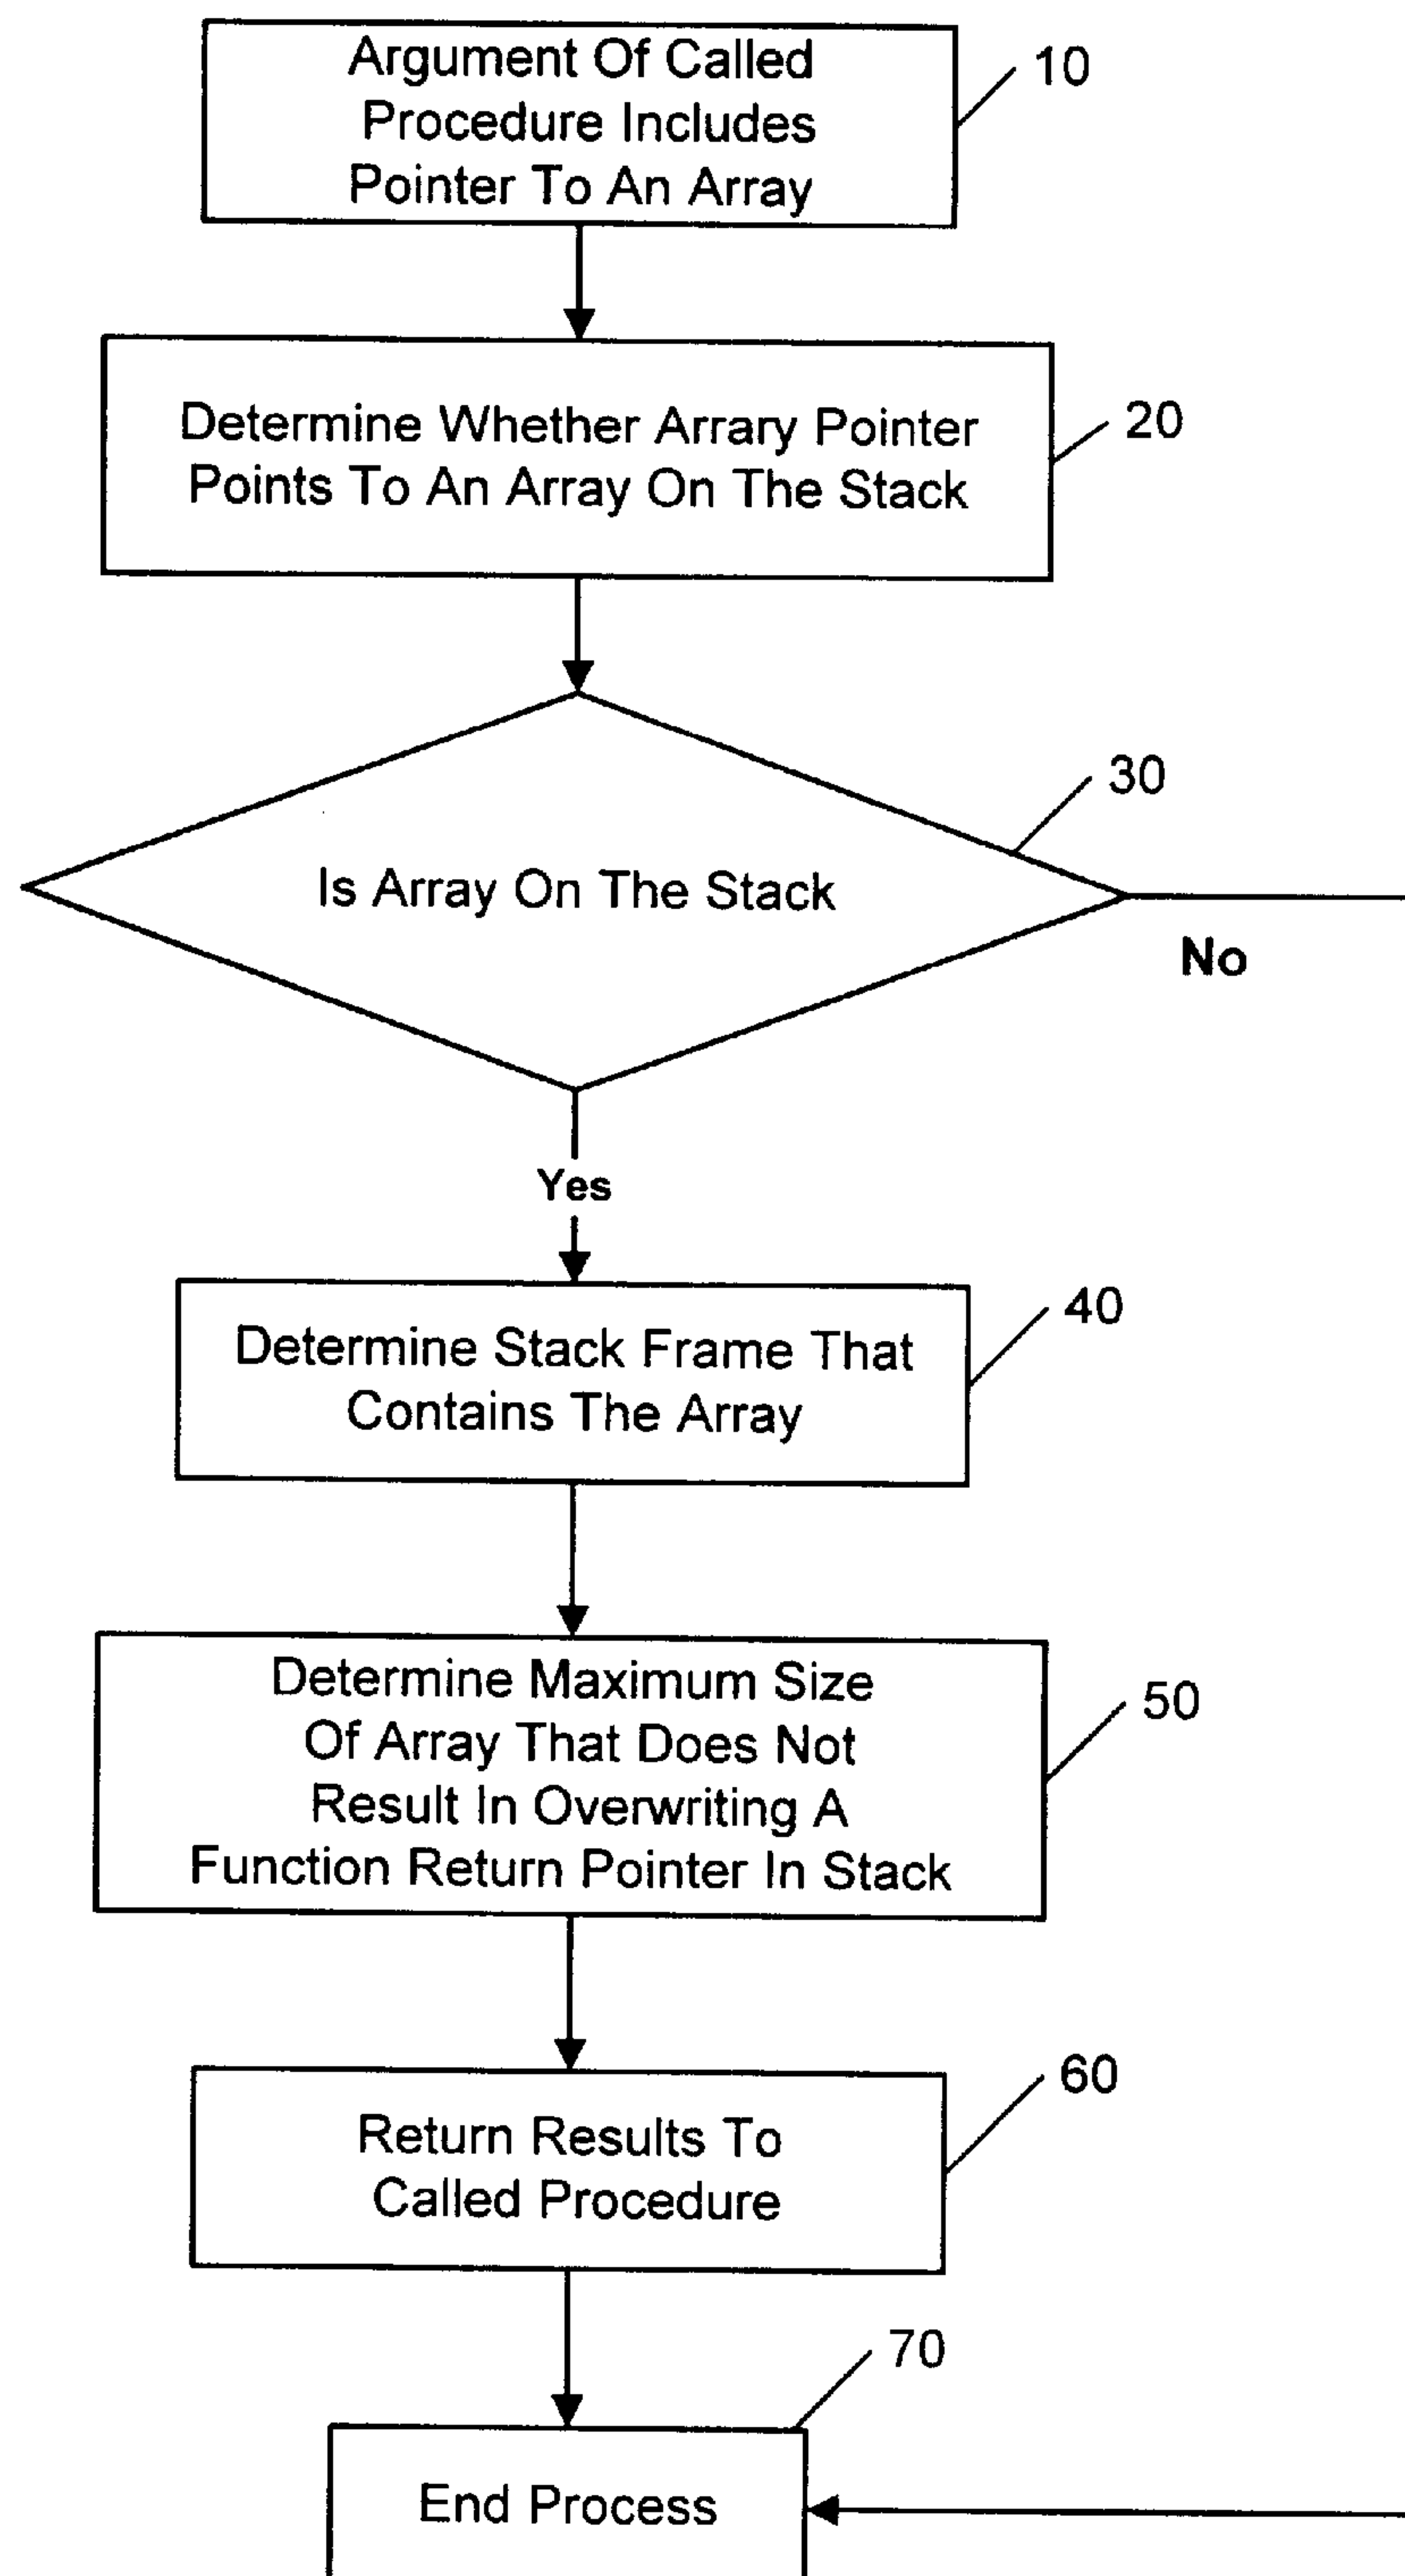 Argument Of Called
Procedure Includes
Pointer To An Array
10
Determine Whether Arrary Pointer
Points To An Array On The Stack
20
30
Is Array On The Stack
No
Yes
Determine Stack Frame That
Contains The Array
40
Determine Maximum Size
Of Array That Does Not
Result In Overwriting A
Function Return Pointer In Stack
50
Return Results To
Called Procedure
60
70
End Process